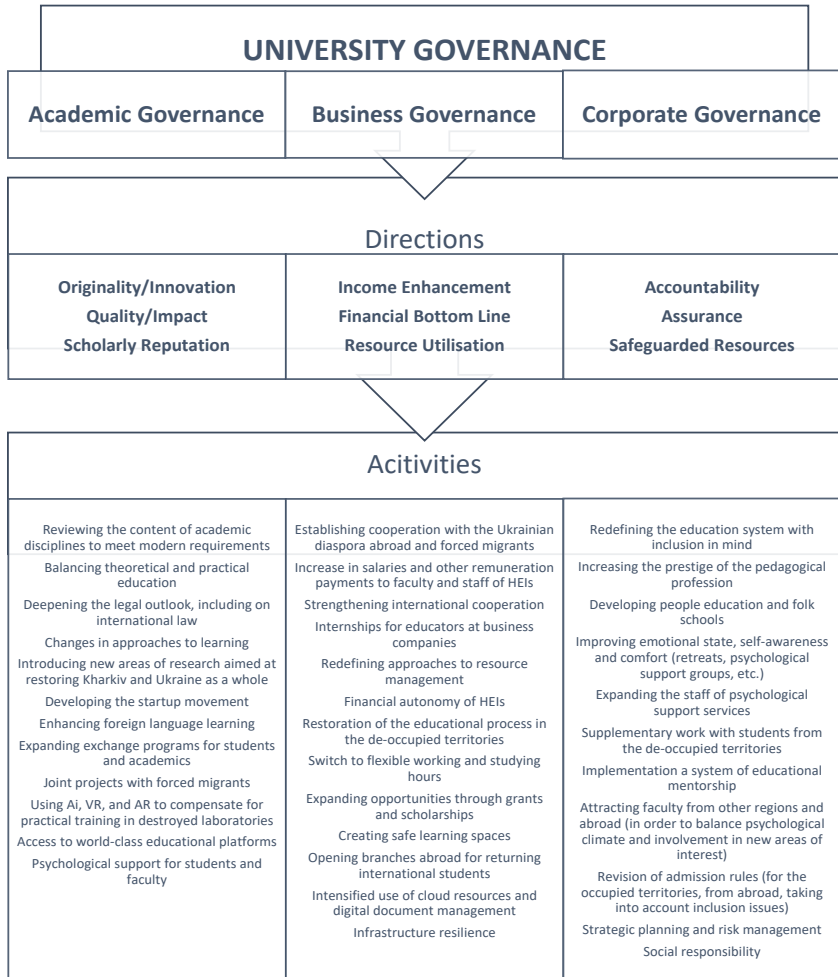 UNIVERSITY GOVERNANCE
Academic Governance
Business Governance
Corporate Governance
Directions
Originality/Innovation
Quality/Impact
Scholarly Reputation
Income Enhancement
Financial Bottom Line
Resource Utilisation
Accountability
Assurance
Safeguarded Resources
Acitivities
Reviewing the content of academic
disciplines to meet modern requirements
Balancing theoretical and practical
education
Deepening the legal outlook, including on
international law
Changes in approaches to learning
Introducing new areas of research aimed at
restoring Kharkiv and Ukraine as a whole
Developing the startup movement
Enhancing foreign language learning
Expanding exchange programs for students
and academics
Joint projects with forced migrants
Using Ai, VR, and AR to compensate for
practical training in destroyed laboratories
Access to world-class educational platforms
Psychological support for students and
faculty
Establishing cooperation with the Ukrainian
diaspora abroad and forced migrants
Increase in salaries and other remuneration
payments to faculty and staff of HEIs
Strengthening international cooperation
Internships for educators at business
companies
Redefining approaches to resource
management
Financial autonomy of HEIs
Restoration of the educational process in
the de-occupied territories
Switch to flexible working and studying
hours
Expanding opportunities through grants
and scholarships
Creating safe learning spaces
Opening branches abroad for returning
international students
Intensified use of cloud resources and
digital document management
Infrastructure resilience
Redefining the education system with
inclusion in mind
Increasing the prestige of the pedagogical
profession
Developing people education and folk
schools
Improving emotional state, self-awareness
and comfort (retreats, psychological
support groups, etc.)
Expanding the staff of psychological
support services
Supplementary work with students from
the de-occupied territories
Implementation a system of educational
mentorship
Attracting faculty from other regions and
abroad (in order to balance psychological
climate and involvement in new areas of
interest)
Revision of admission rules (for the
occupied territories, from abroad, taking
into account inclusion issues)
Strategic planning and risk management
Social responsibility